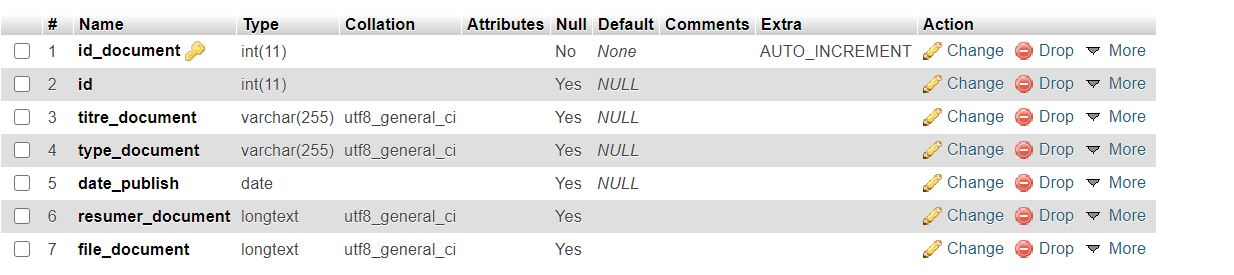 # Name Type Collation Attributes Null Default Comments Extra Action
1 id_document int(11) No None AUTO_INCREMENT Change Drop More
2 id int(11) Yes NULL Change Drop More
3 titre_document varchar(255) utf8_general_ci Yes NULL Change Drop More
4 type_document varchar(255) utf8_general_ci Yes NULL Change Drop More
5 date_publish date Yes NULL Change Drop More
6 resumer_document longtext utf8_general_ci Yes Change Drop More
7 file_document longtext utf8_general_ci Yes Change Drop More